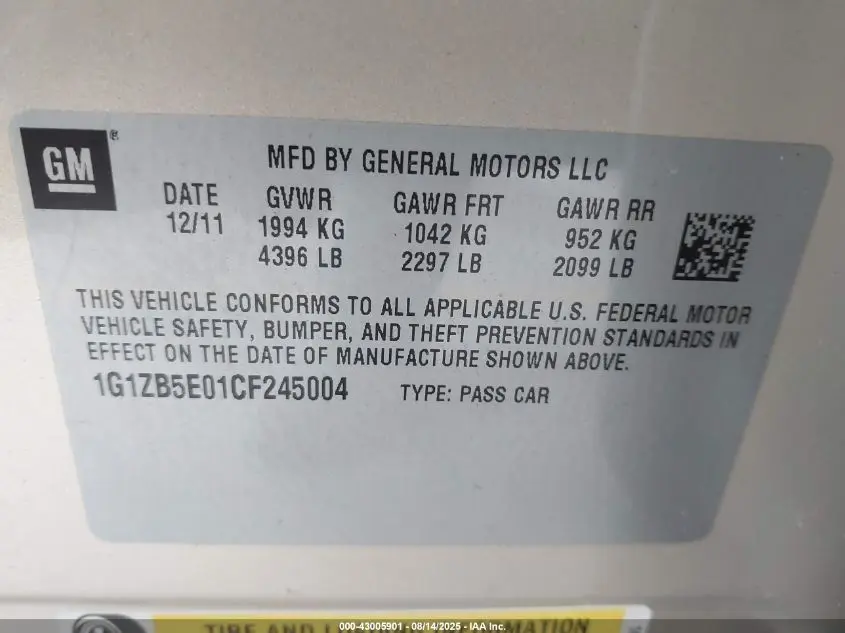 GM®
MFD BY GENERAL MOTORS LLC
DATE GVWR GAWR FRT GAWR RR
12/11 1994 KG 1042 KG 952 KG
4396 LB 2297 LB 2099 LB
THIS VEHICLE CONFORMS TO ALL APPLICABLE U.S. FEDERAL MOTOR
VEHICLE SAFETY, BUMPER, AND THEFT PREVENTION STANDARDS IN
EFFECT ON THE DATE OF MANUFACTURE SHOWN ABOVE.
1G1ZB5E01CF245004 TYPE: PASS CAR
TIRE AND
000-43005901 - 08/14/2025 - IAA Inc.